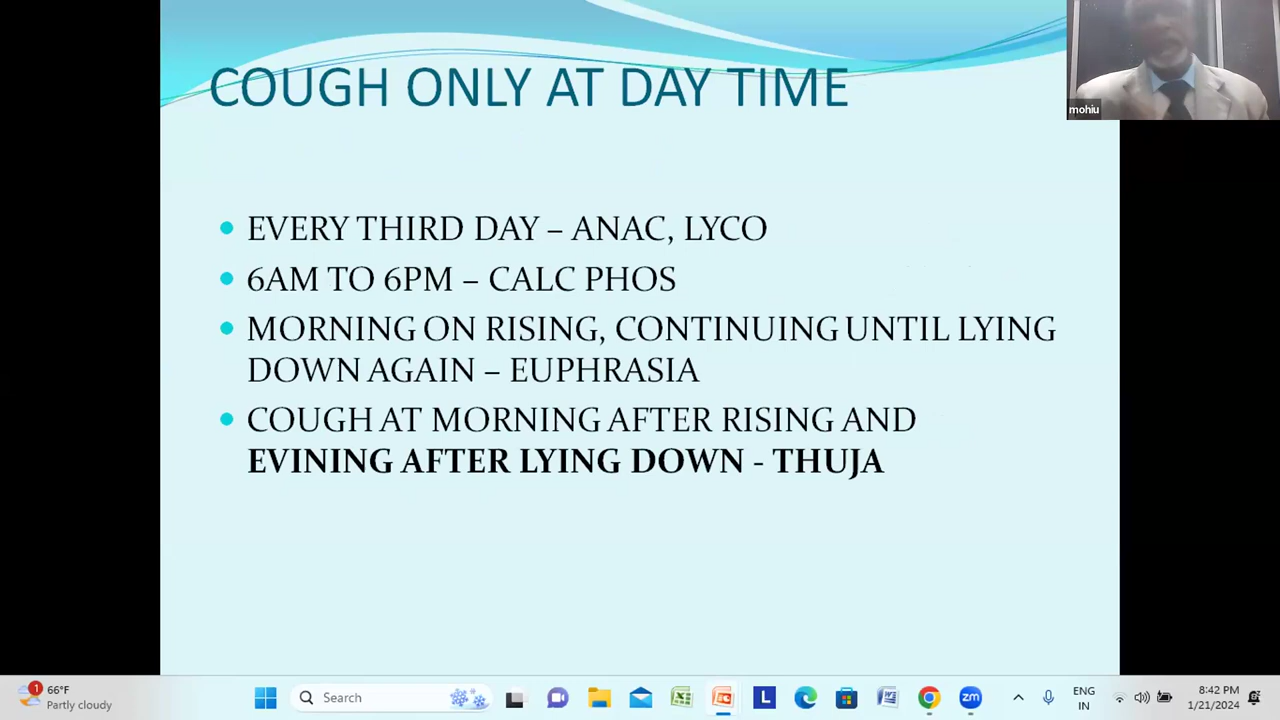 COUGH ONLY AT DAY TIME
mohiu
EVERY THIRD DAY – ANAC, LYCO
6AM TO 6PM – CALC PHOS
MORNING ON RISING, CONTINUING UNTIL LYING
DOWN AGAIN – EUPHRASIA
COUGH AT MORNING AFTER RISING AND
EVINING AFTER LYING DOWN - THUJA
1
66°F
Partly cloudy
Search
L
zm
ENG
IN
8:42 PM
1/21/2024